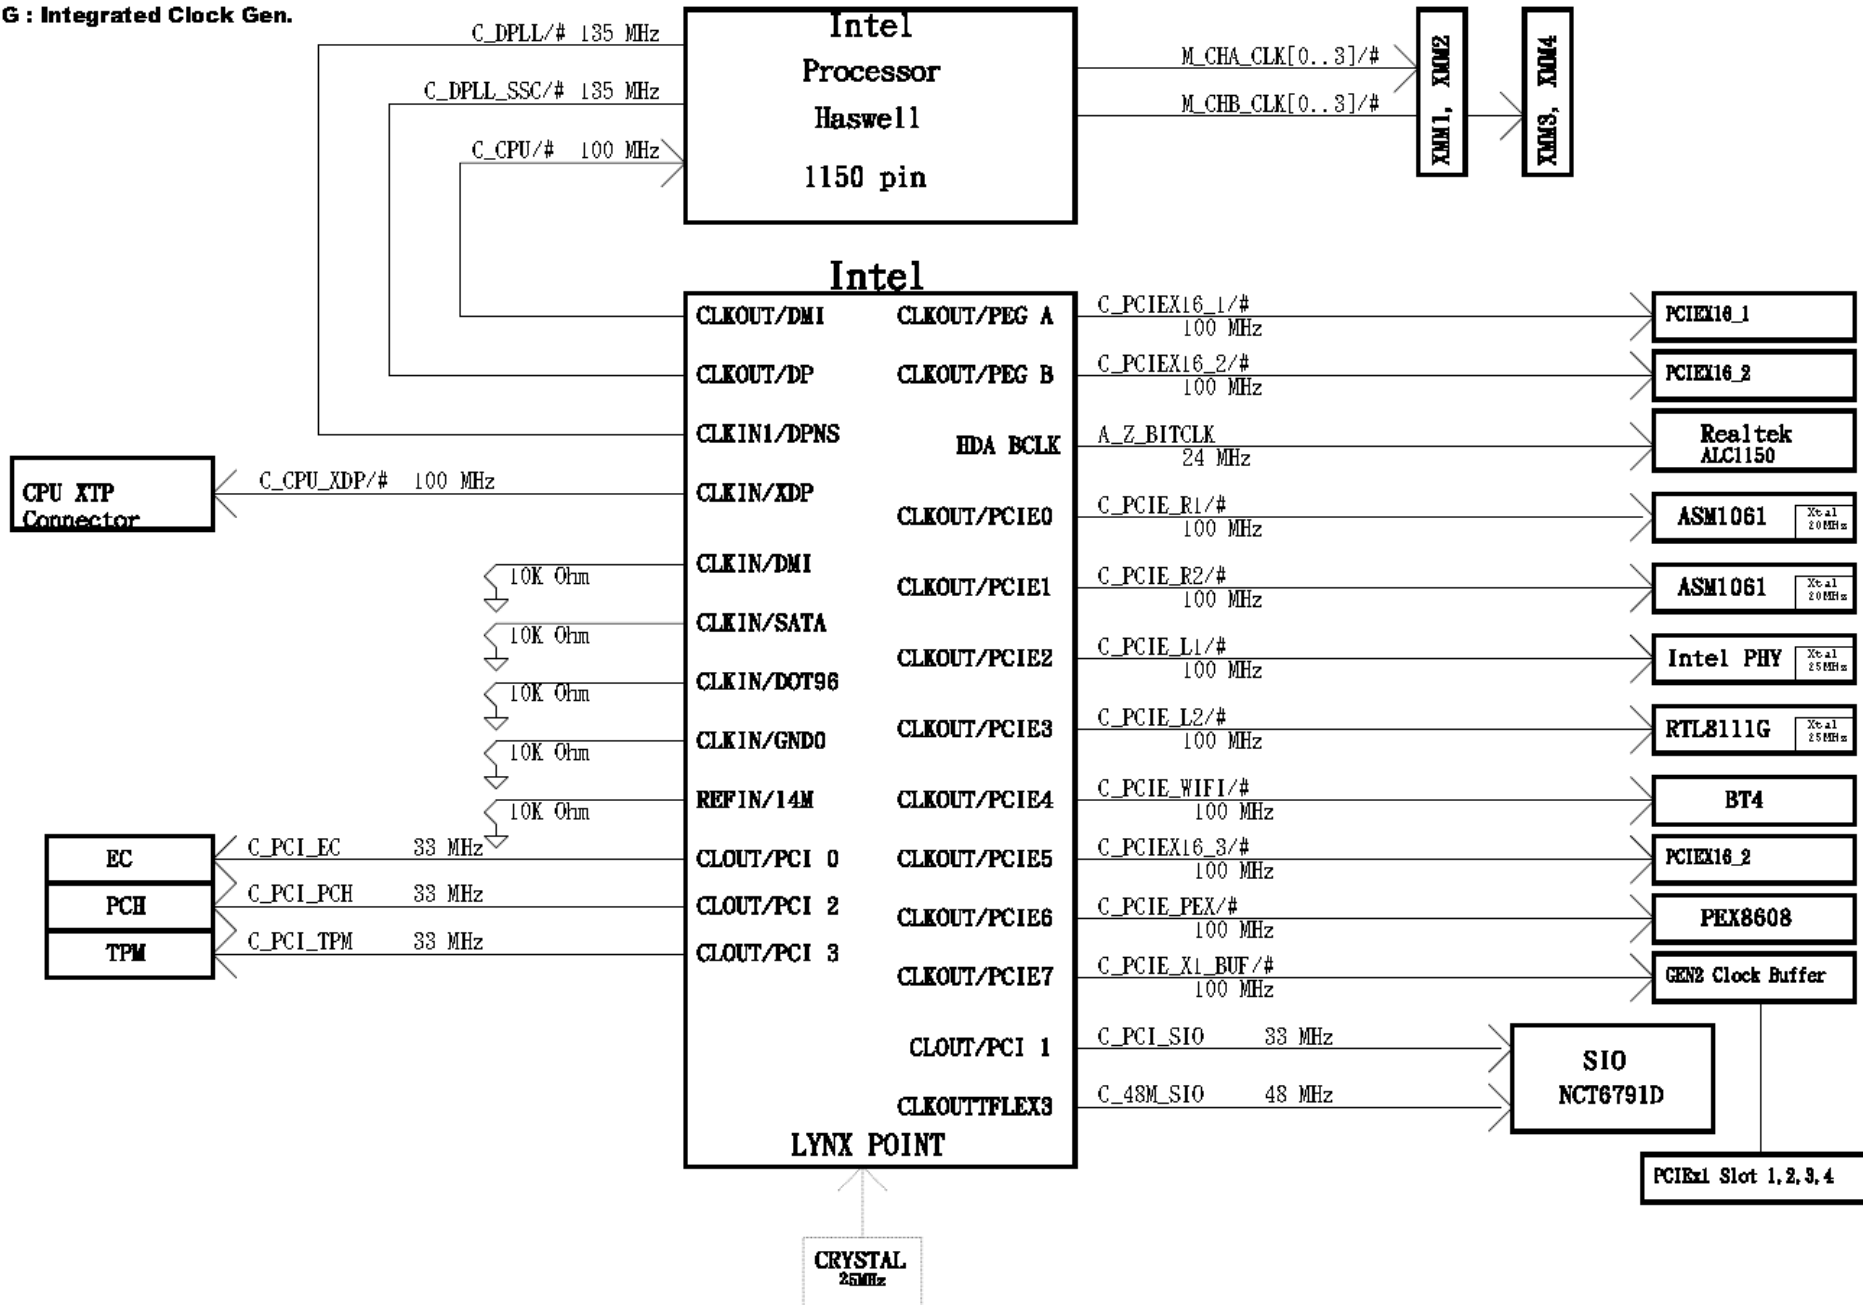 G : Integrated Clock Gen.
C_DPLL/# 135 MHz
C_DPLL_SSC/# 135 MHz
C_CPU/# 100 MHz
Intel
Processor
Haswell
1150 pin
M_CHA_CLK[0..3]/#
M_CHB_CLK[0..3]/#
XMM1, XMM2
XMM3, XMM4
Intel
CLKOUT/DMI
CLKOUT/DP
CLKIN1/DPNS
CLKIN/XDP
CLKIN/DMI
CLKIN/SATA
CLKIN/DOT96
CLKIN/GND0
REFIN/14M
CLOUT/PCI 0
CLOUT/PCI 2
CLOUT/PCI 3
CPU XTP
Connector
C_CPU_XDP/# 100 MHz
10K Ohm
10K Ohm
10K Ohm
10K Ohm
10K Ohm
EC
C_PCI_EC 33 MHz
PCH
C_PCI_PCH 33 MHz
TPM
C_PCI_TPM 33 MHz
CLKOUT/PEG A
C_PCIEX16_1/#
100 MHz
PCIEX16_1
CLKOUT/PEG B
C_PCIEX16_2/#
100 MHz
PCIEX16_2
HDA BCLK
A_Z_BITCLK
24 MHz
Realtek
ALC1150
CLKOUT/PCIE0
C_PCIE_R1/#
100 MHz
ASM1061
Xtal
20MHz
CLKOUT/PCIE1
C_PCIE_R2/#
100 MHz
ASM1061
Xtal
20MHz
CLKOUT/PCIE2
C_PCIE_L1/#
100 MHz
Intel PHY
Xtal
25MHz
CLKOUT/PCIE3
C_PCIE_L2/#
100 MHz
RTL8111G
Xtal
25MHz
CLKOUT/PCIE4
C_PCIE_WIFI/#
100 MHz
BT4
CLKOUT/PCIE5
C_PCIEX16_3/#
100 MHz
PCIEX16_2
CLKOUT/PCIE6
C_PCIE_PEX/#
100 MHz
PEX8608
CLKOUT/PCIE7
C_PCIE_X1_BUF/#
100 MHz
GEN2 Clock Buffer
CLOUT/PCI 1
C_PCI_SIO 33 MHz
CLKOUTTFLEX3
C_48M_SIO 48 MHz
SIO
NCT6791D
LYNX POINT
PCIEx1 Slot 1,2,3,4
CRYSTAL
25MHz